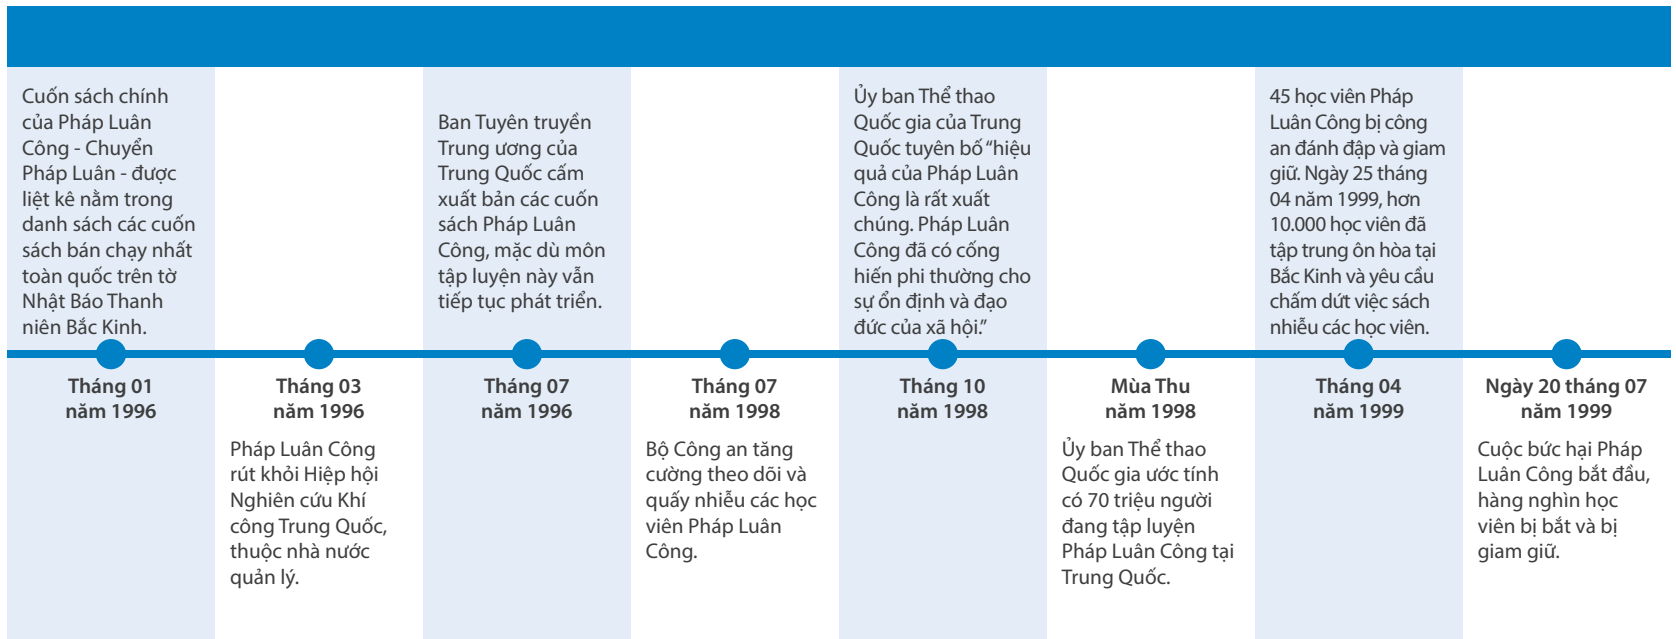 Cuốn sách chính
của Pháp Luân
Công - Chuyển
Pháp Luân - được
liệt kê nằm trong
danh sách các cuốn
sách bán chạy nhất
toàn quốc trên tờ
Nhật Báo Thanh
niên Bắc Kinh.
Tháng 01
năm 1996
Tháng 03
năm 1996
Pháp Luân Công
rút khỏi Hiệp hội
Nghiên cứu Khí
công Trung Quốc,
thuộc nhà nước
quản lý.
Ban Tuyên truyền
Trung ương của
Trung Quốc cấm
xuất bản các cuốn
sách Pháp Luân
Công, mặc dù môn
tập luyện này vẫn
tiếp tục phát triển.
Tháng 07
năm 1996
Tháng 07
năm 1998
Bộ Công an tăng
cường theo dõi và
quấy nhiễu các học
viên Pháp Luân
Công.
Ủy ban Thể thao
Quốc gia của Trung
Quốc tuyên bố “hiệu
quả của Pháp Luân
Công là rất xuất
chúng. Pháp Luân
Công đã có cống
hiến phi thường cho
sự ổn định và đạo
đức của xã hội.”
Tháng 10
năm 1998
Mùa Thu
năm 1998
Ủy ban Thể thao
Quốc gia ước tính
có 70 triệu người
đang tập luyện
Pháp Luân Công tại
Trung Quốc.
45 học viên Pháp
Luân Công bị công
an đánh đập và giam
giữ. Ngày 25 tháng
04 năm 1999, hơn
10.000 học viên đã
tập trung ôn hòa tại
Bắc Kinh và yêu cầu
chấm dứt việc sách
nhiễu các học viên.
Tháng 04
năm 1999
Ngày 20 tháng 07
năm 1999
Cuộc bức hại Pháp
Luân Công bắt đầu,
hàng nghìn học
viên bị bắt và bị
giam giữ.